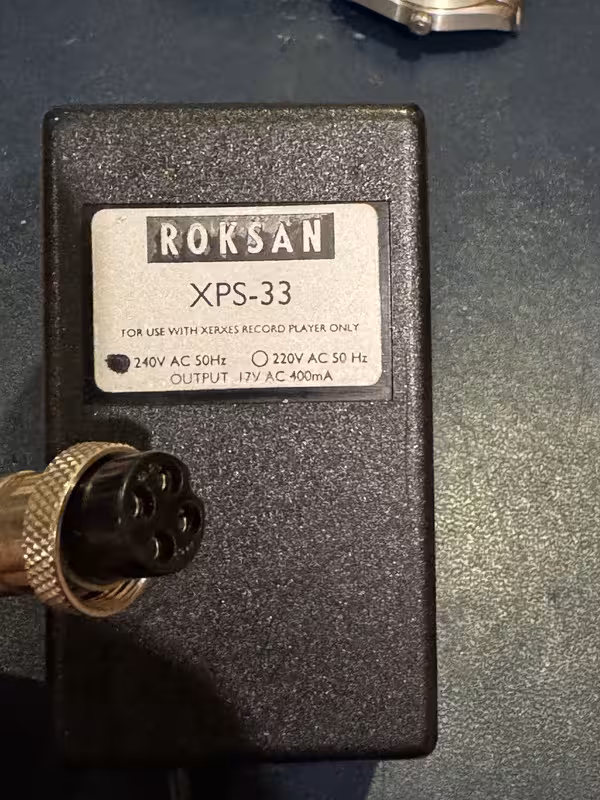 ROKSAN
XPS-33
FOR USE WITH XERXES RECORD PLAYER ONLY
240V AC 50Hz 220V AC 50 Hz
OUTPUT 17V AC 400mA